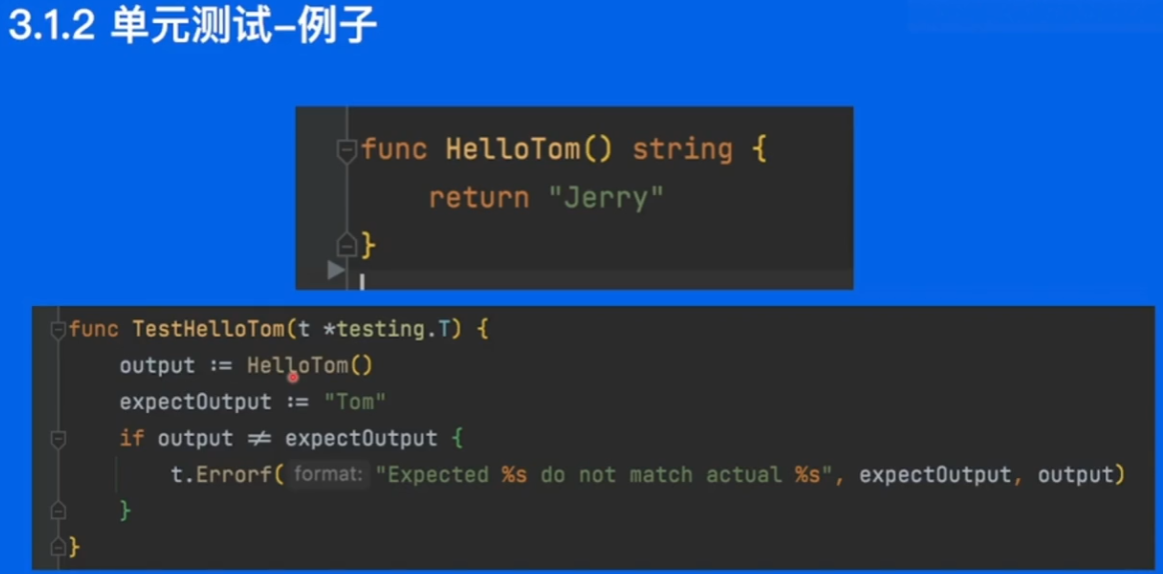 3.1.2 单元测试-例子
func HelloTom() string {
return "Jerry"
}
func TestHelloTom(t *testing.T) {
output := HelloTom()
expectOutput := "Tom"
if output ≠ expectOutput {
t.Errorf( format: "Expected %s do not match actual %s", expectOutput, output)
}
}